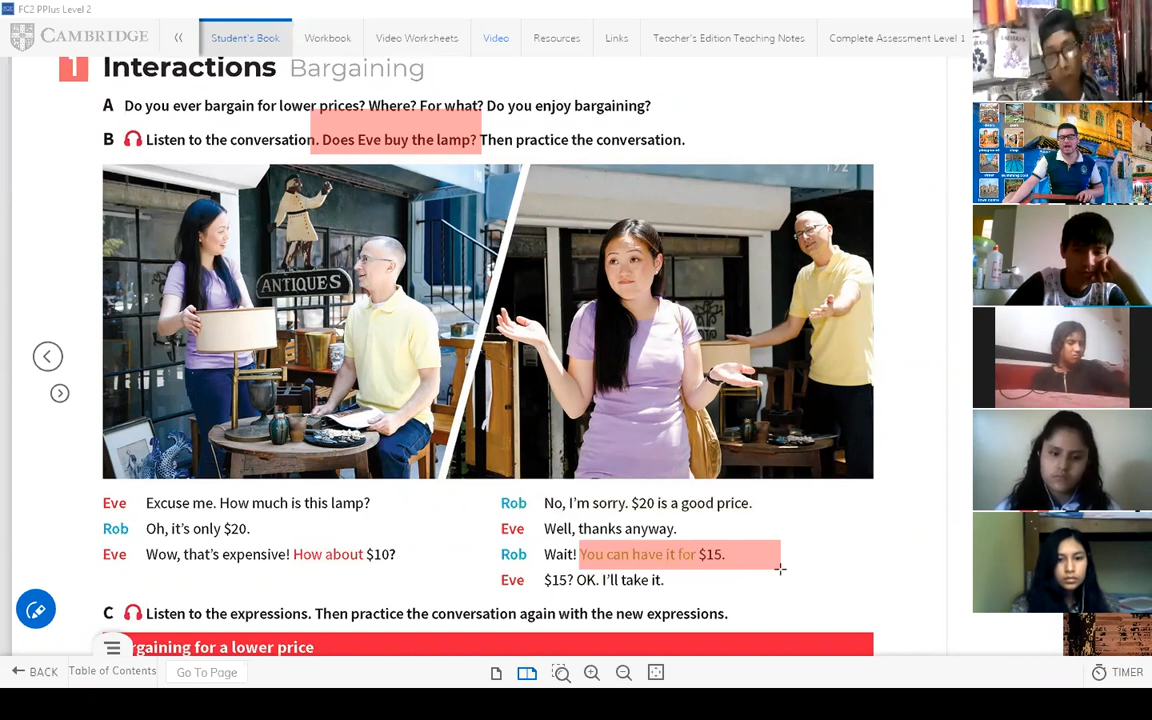 FC2 PPlus Level 2
CAMBRIDGE
Student's Book
Workbook
Video Worksheets
Video
Resources
Links
Teacher's Edition Teaching Notes
Complete Assessment Level 1
1 Interactions Bargaining
A Do you ever bargain for lower prices? Where? For what? Do you enjoy bargaining?
B Listen to the conversation. Does Eve buy the lamp? Then practice the conversation.
192
ANTIQUES
Eve Excuse me. How much is this lamp?
Rob Oh, it's only $20.
Eve Wow, that's expensive! How about $10?
Rob No, I'm sorry. $20 is a good price.
Eve Well, thanks anyway.
Rob Wait! You can have it for $15.
Eve $15? OK. I'll take it.
C Listen to the expressions. Then practice the conversation again with the new expressions.
rgaining for a lower price
BACK
Table of Contents
Go To Page
TIMER